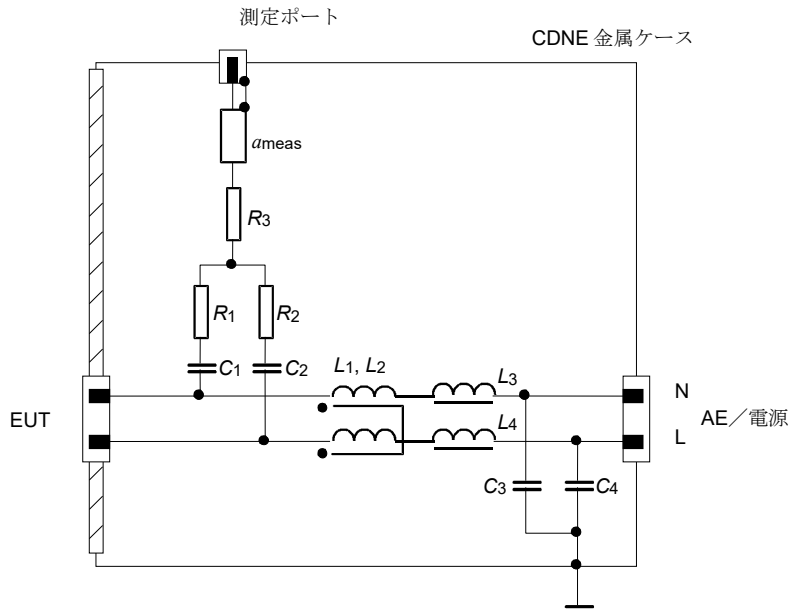 測定ポート
CDNE 金属ケース
ameas
R3
R1
R2
C1
C2
L1, L2
L3
N
EUT
L4
L
AE／電源
C3
C4